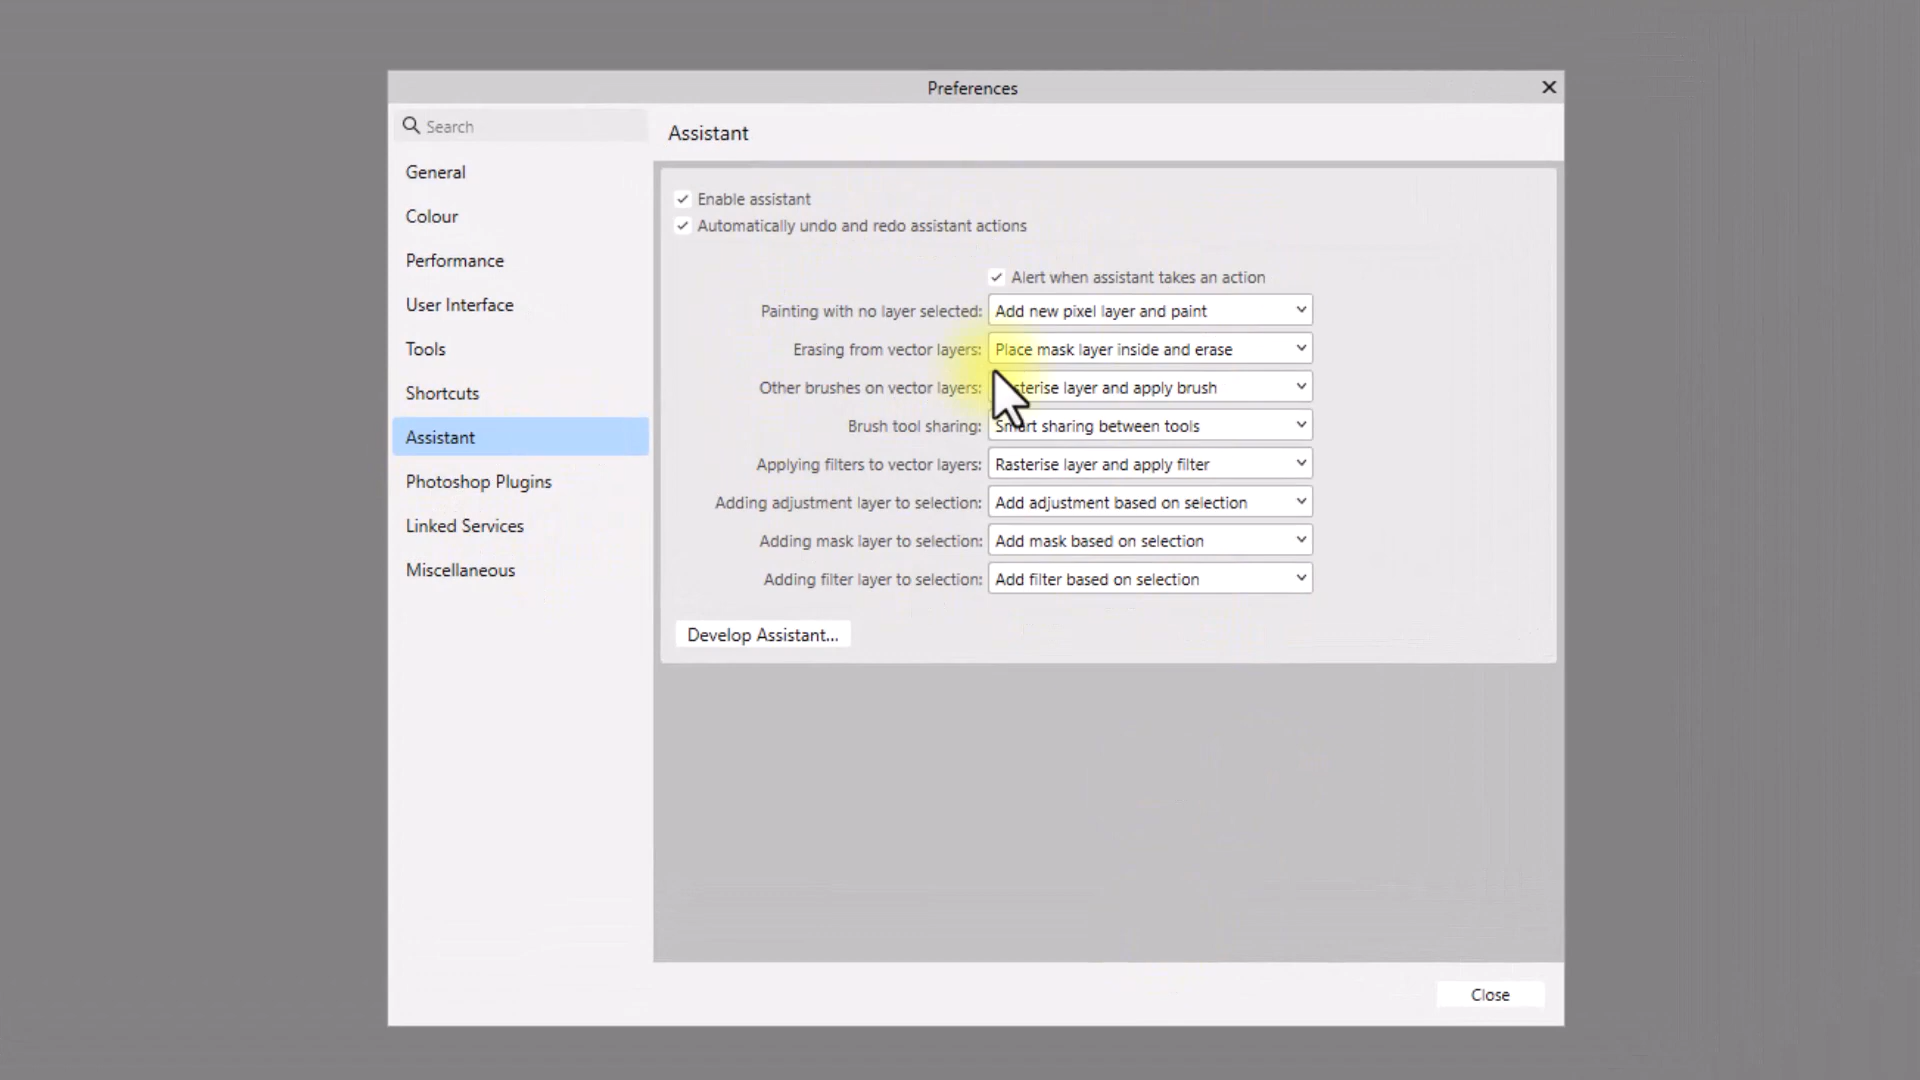 Preferences
Search
General
Colour
Performance
User Interface
Tools
Shortcuts
Assistant
Photoshop Plugins
Linked Services
Miscellaneous
Assistant
Enable assistant
Automatically undo and redo assistant actions
Alert when assistant takes an action
Painting with no layer selected: Add new pixel layer and paint
Erasing from vector layers: Place mask layer inside and erase
Other brushes on vector layers: Rasterise layer and apply brush
Brush tool sharing: Smart sharing between tools
Applying filters to vector layers: Rasterise layer and apply filter
Adding adjustment layer to selection: Add adjustment based on selection
Adding mask layer to selection: Add mask based on selection
Adding filter layer to selection: Add filter based on selection
Develop Assistant...
Close